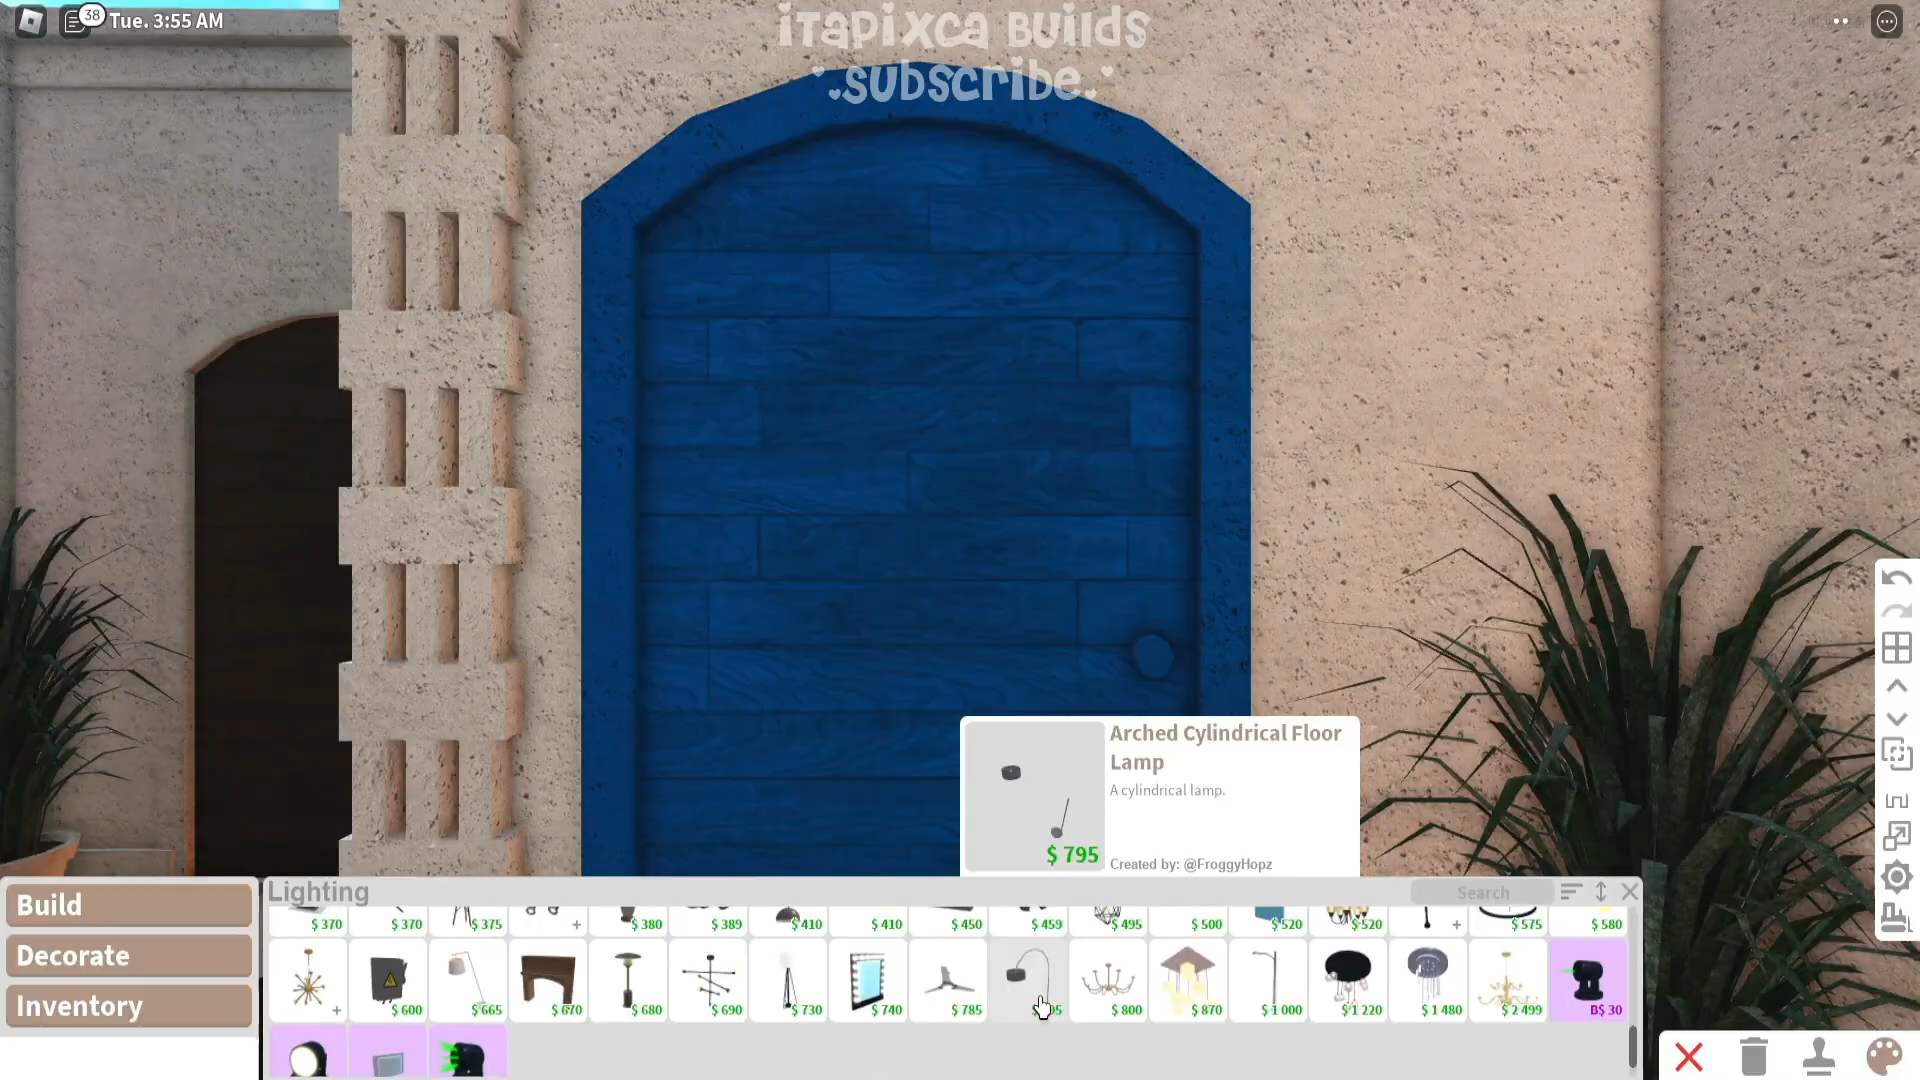 38
Tue. 3:55 AM
iTapixca Builds
subscribe
Arched Cylindrical Floor
Lamp
A cylindrical lamp.
$ 795
Created by: @FroggyHopz
Build
Decorate
Inventory
Lighting
Search
$ 370
$ 370
$ 375
+
$ 380
$ 389
$ 410
$ 410
$ 450
$ 459
$ 495
$ 500
$ 520
$ 520
+
$ 575
$ 580
+
$ 600
$ 665
$ 670
$ 680
$ 690
$ 730
$ 740
$ 785
$ 800
$ 870
$ 1 000
$ 1 220
$ 1 480
$ 2 499
B$ 30